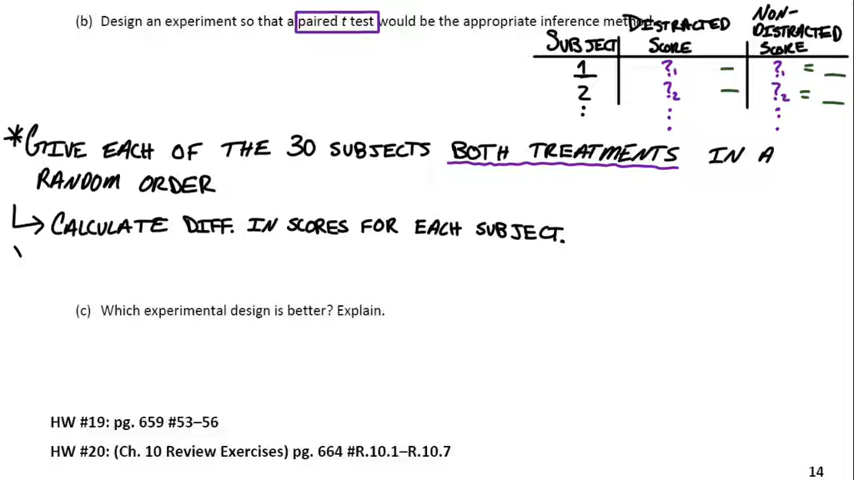 (b) Design an experiment so that a paired t test would be the appropriate inference method.
SUBJECT DISTRACTED SCORE NON-DISTRACTED SCORE
1 ?1 – ?1 = __
2 ?2 – ?2 = __
⋮ ⋮ ⋮
*GIVE EACH OF THE 30 SUBJECTS BOTH TREATMENTS IN A
RANDOM ORDER
↳ CALCULATE DIFF. IN SCORES FOR EACH SUBJECT.
(c) Which experimental design is better? Explain.
HW #19: pg. 659 #53–56
HW #20: (Ch. 10 Review Exercises) pg. 664 #R.10.1–R.10.7
14